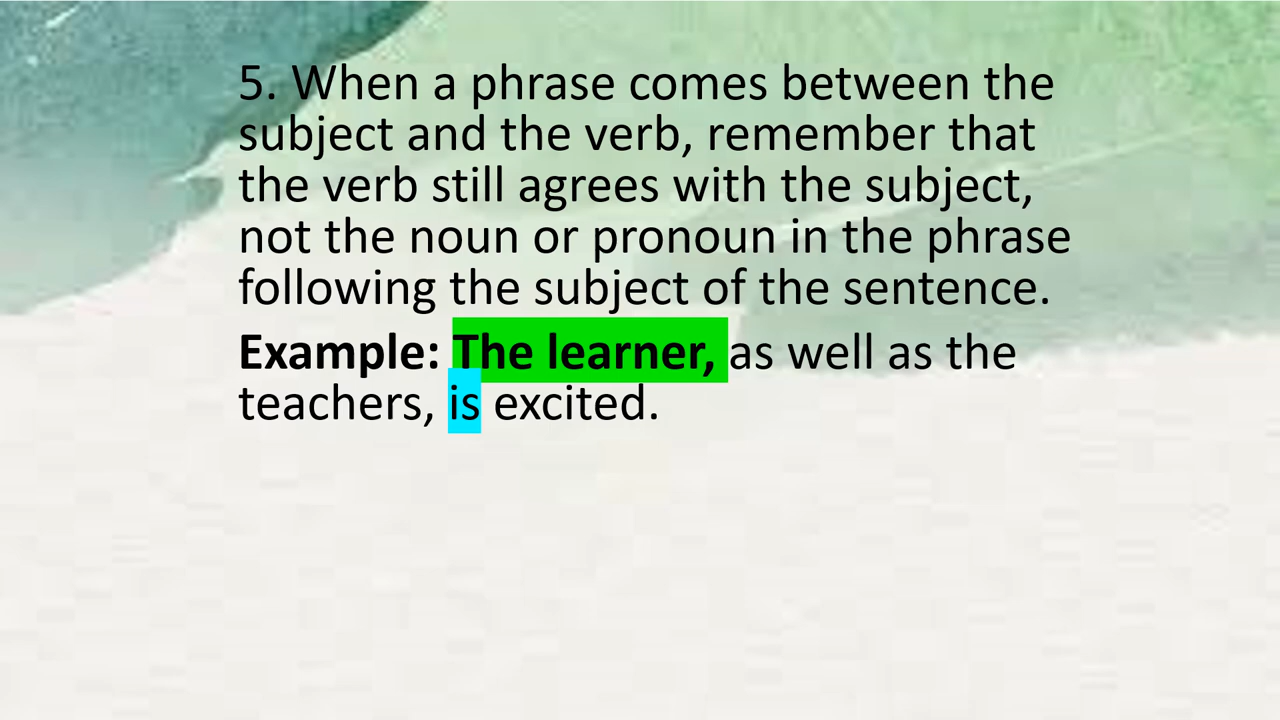 5. When a phrase comes between the
subject and the verb, remember that
the verb still agrees with the subject,
not the noun or pronoun in the phrase
following the subject of the sentence.
Example: The learner, as well as the
teachers, is excited.